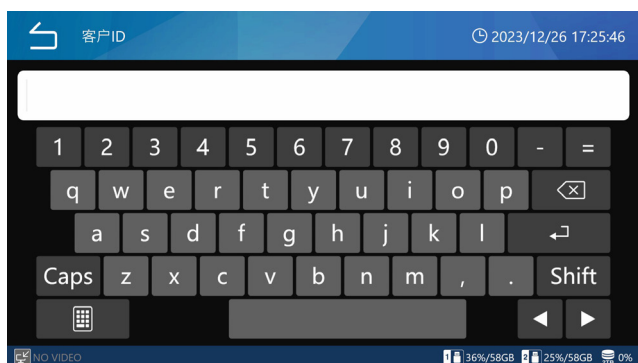 客户ID 2023/12/26 17:25:46
1 2 3 4 5 6 7 8 9 0 - =
q w e r t y u i o p
a s d f g h j k l
Caps z x c v b n m , . Shift
NO VIDEO 1 36%/58GB 2 25%/58GB 2TB 0%